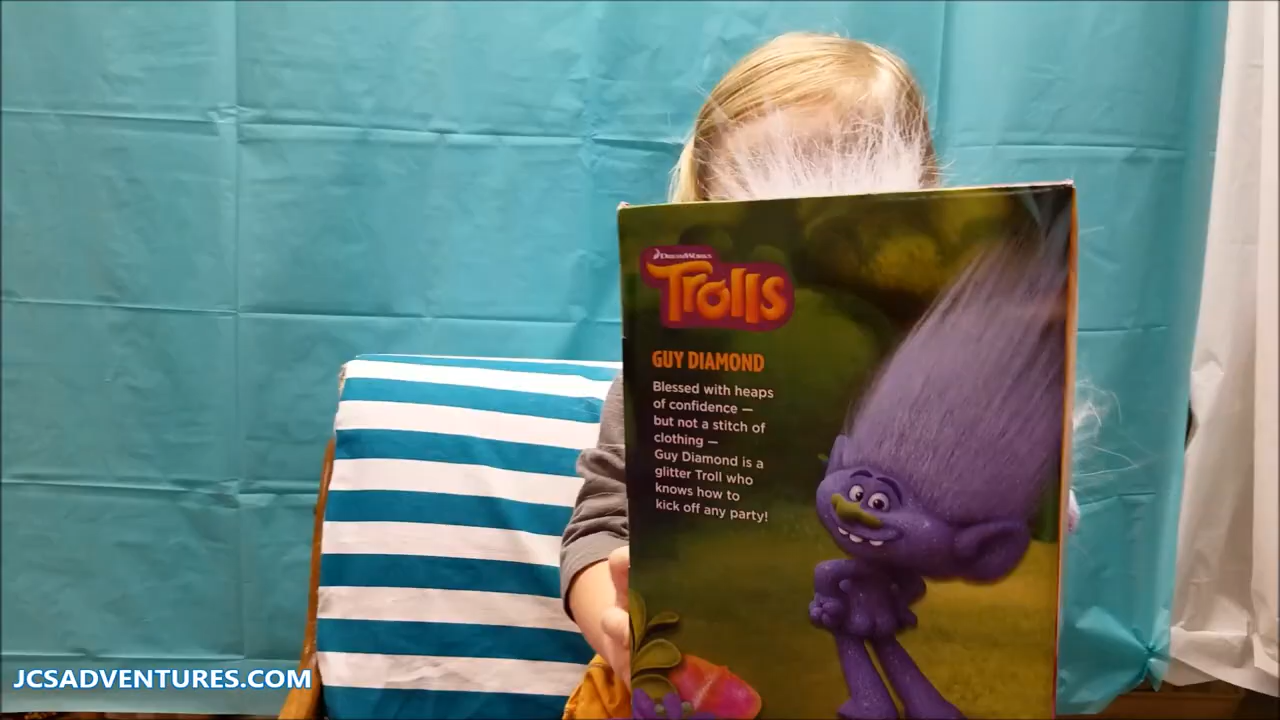 DREAMWORKS
Trolls
GUY DIAMOND
Blessed with heaps
of confidence —
but not a stitch of
clothing —
Guy Diamond is a
glitter Troll who
knows how to
kick off any party!
JCSADVENTURES.COM